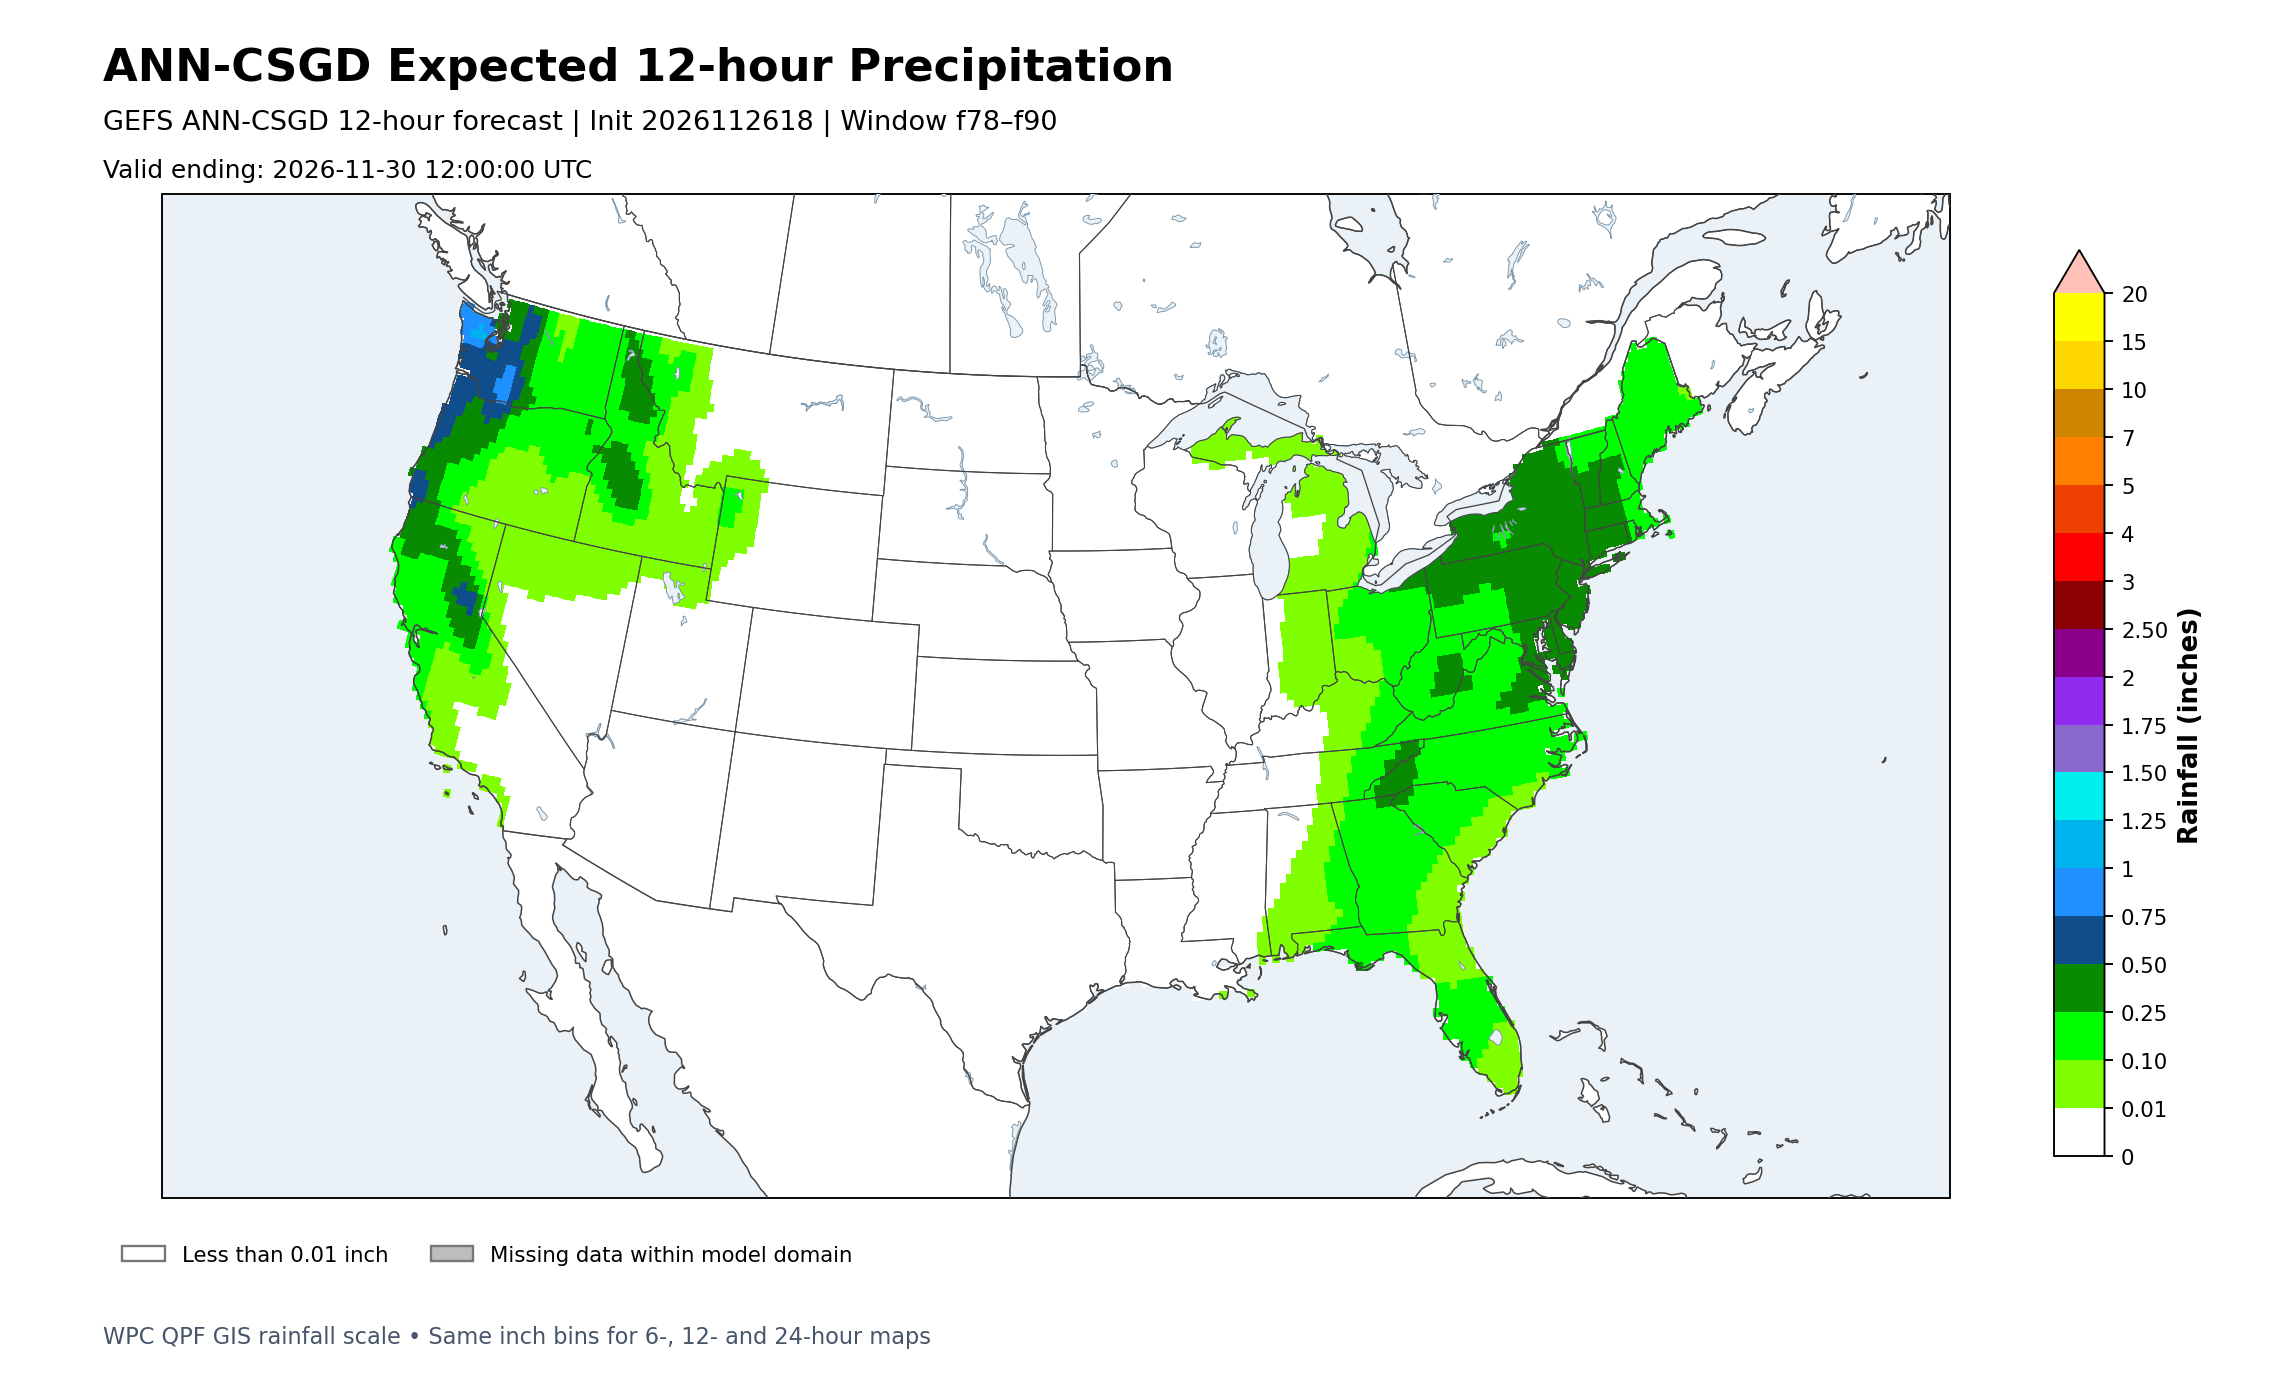 ANN-CSGD Expected 12-hour Precipitation
GEFS ANN-CSGD 12-hour forecast | Init 2026112618 | Window f78–f90
Valid ending: 2026-11-30 12:00:00 UTC
20
15
10
7
5
4
3
2.50
2
1.75
1.50
1.25
1
0.75
0.50
0.25
0.10
0.01
0
Rainfall (inches)
Less than 0.01 inch
Missing data within model domain
WPC QPF GIS rainfall scale • Same inch bins for 6-, 12- and 24-hour maps